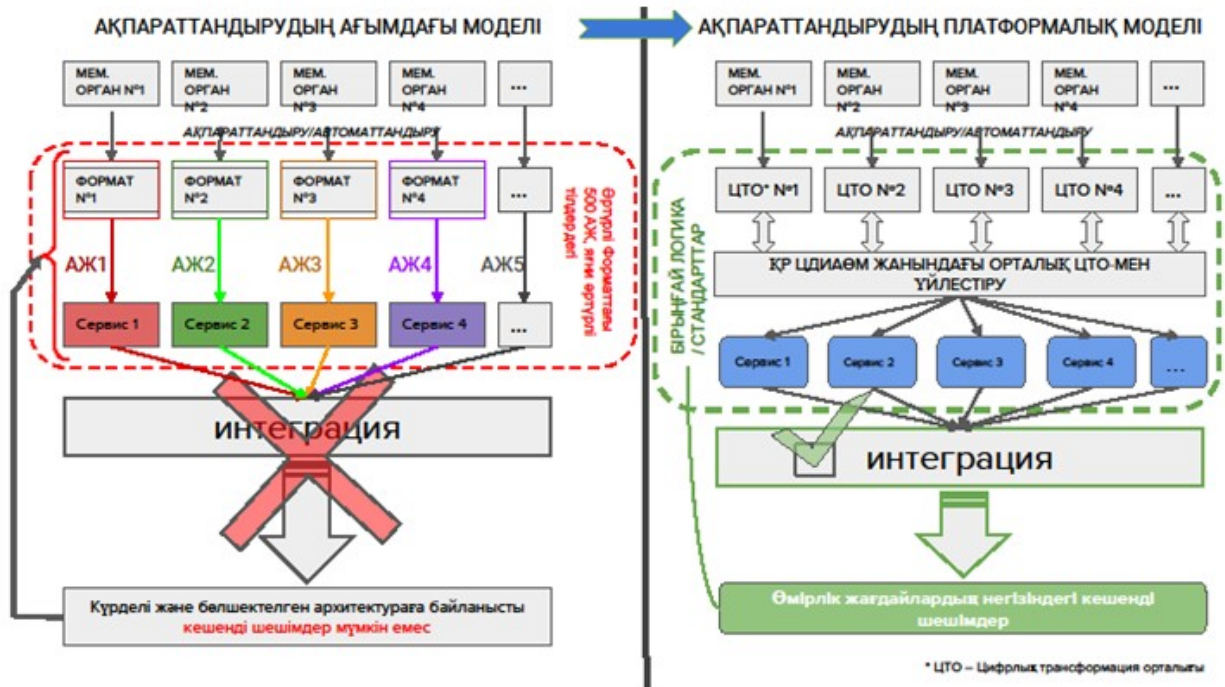 АҚПАРАТТАНДЫРУДЫҢ АҒЫМДАҒЫ МОДЕЛІ
МЕМ.
ОРГАН №1
МЕМ.
ОРГАН
№2
МЕМ.
ОРГАН
№3
МЕМ.
ОРГАН
№4
...
АҚПАРАТТАНДЫРУ/АВТОМАТТАНДЫРУ
ФОРМАТ
№1
ФОРМАТ
№2
ФОРМАТ
№3
ФОРМАТ
№4
...
Әртүлі Форматтағы
500 АЖ, яғни әртүрлі
тілдердегі
АЖ1
АЖ2
АЖ3
АЖ4
АЖ5
Сервис 1
Сервис 2
Сервис 3
Сервис 4
...
интеграция
Күрделі және бөлшектелген архитектураға байланысты
кешенді шешімдер мүмкін емес
АҚПАРАТТАНДЫРУДЫҢ ПЛАТФОРМАЛЫҚ МОДЕЛІ
МЕМ.
ОРГАН №1
МЕМ.
ОРГАН
№2
МЕМ.
ОРГАН
№3
МЕМ.
ОРГАН
№4
...
АҚПАРАТТАНДЫРУ/АВТОМАТТАНДЫРУ
ЦТО* №1
ЦТО №2
ЦТО №3
ЦТО №4
...
ҚР ЦДИАӨМ ЖАНЫНДАҒЫ ОРТАЛЫҚ ЦТО-МЕН
ҮЙЛЕСТІРУ
БІРЫҢҒАЙ ЛОГИКА
/ СТАНДАРТТАР
Сервис 1
Сервис 2
Сервис 3
Сервис 4
...
интеграция
Өмірлік жағдайлардың негізіндегі кешенді
шешімдер
* ЦТО – Цифрлық трансформация орталығы